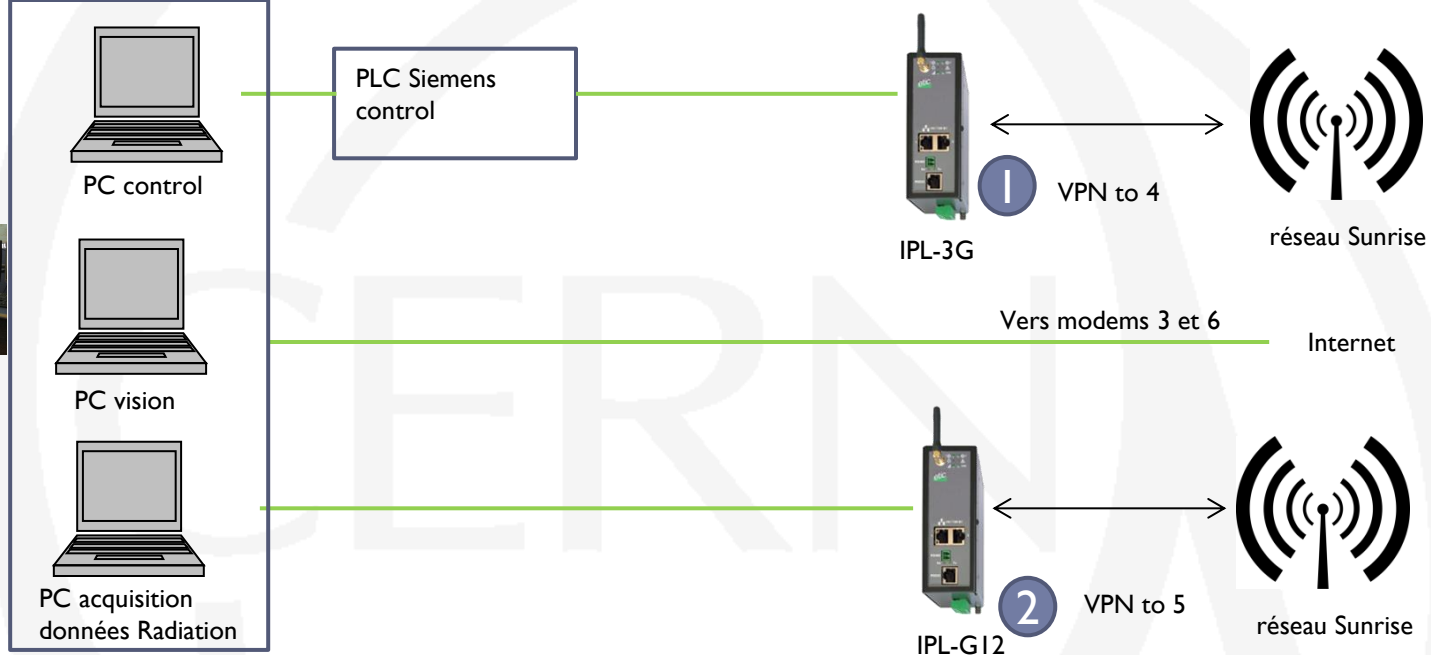 PLC Siemens
control
PC control
1
VPN to 4
IPL-3G
réseau Sunrise
Vers modems 3 et 6
Internet
PC vision
PC acquisition
données Radiation
2
VPN to 5
IPL-G12
réseau Sunrise
CERN